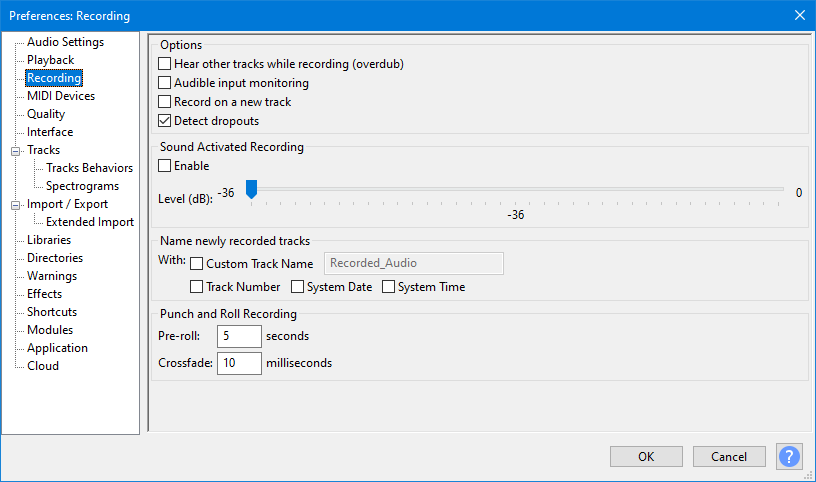 Preferences: Recording
Audio Settings
Playback
Recording
MIDI Devices
Quality
Interface
Tracks
Tracks Behaviors
Spectrograms
Import / Export
Extended Import
Libraries
Directories
Warnings
Effects
Shortcuts
Modules
Application
Cloud
Options
Hear other tracks while recording (overdub)
Audible input monitoring
Record on a new track
Detect dropouts
Sound Activated Recording
Enable
Level (dB): -36 0
-36
Name newly recorded tracks
With: Custom Track Name Recorded_Audio
Track Number System Date System Time
Punch and Roll Recording
Pre-roll: 5 seconds
Crossfade: 10 milliseconds
OK Cancel ?